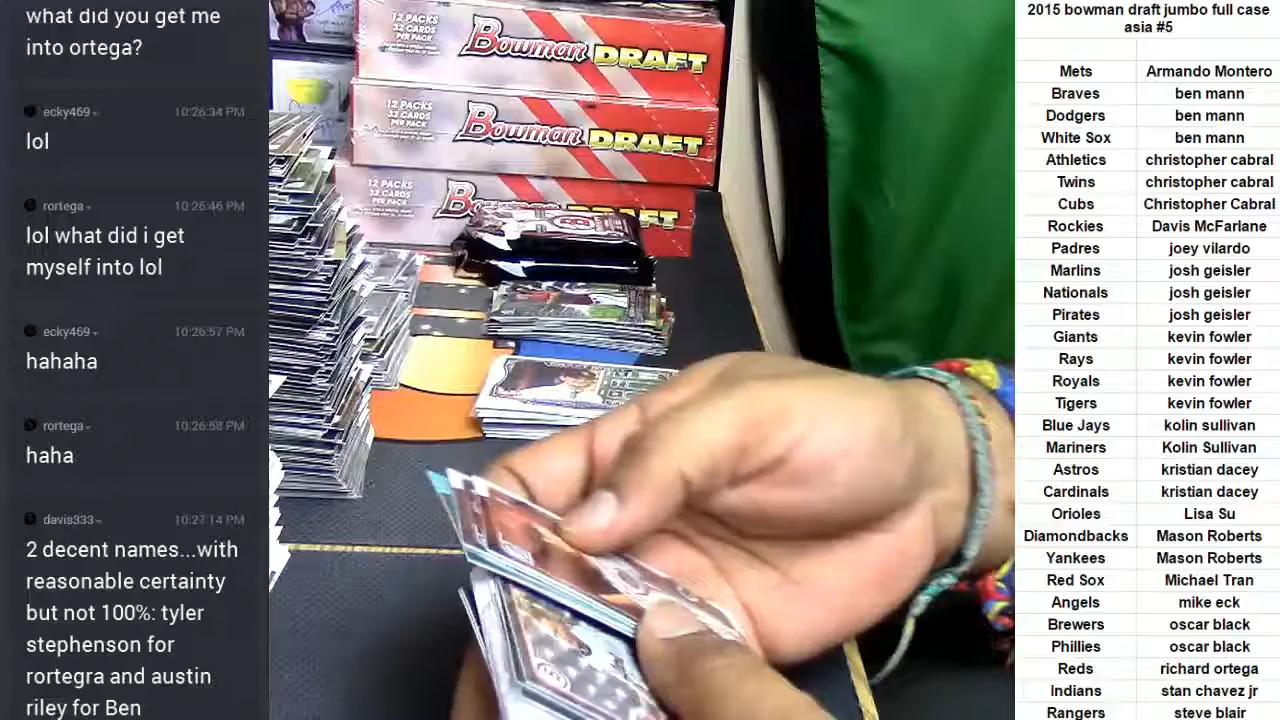 what did you get me
into ortega?
ecky469
10:26:34 PM
lol
rortega
10:26:46 PM
lol what did i get
myself into lol
ecky469
10:26:57 PM
hahaha
rortega
10:26:58 PM
haha
davis333
10:27:14 PM
2 decent names...with
reasonable certainty
but not 100%: tyler
stephenson for
rortegra and austin
riley for Ben
12 PACKS
32 CARDS
PER PACK
Bowman DRAFT
12 PACKS
32 CARDS
PER PACK
Bowman DRAFT
12 PACKS
32 CARDS
PER PACK
2015 bowman draft jumbo full case
asia #5
Mets Armando Montero
Braves ben mann
Dodgers ben mann
White Sox ben mann
Athletics christopher cabral
Twins christopher cabral
Cubs Christopher Cabral
Rockies Davis McFarlane
Padres joey vilardo
Marlins josh geisler
Nationals josh geisler
Pirates josh geisler
Giants kevin fowler
Rays kevin fowler
Royals kevin fowler
Tigers kevin fowler
Blue Jays kolin sullivan
Mariners Kolin Sullivan
Astros kristian dacey
Cardinals kristian dacey
Orioles Lisa Su
Diamondbacks Mason Roberts
Yankees Mason Roberts
Red Sox Michael Tran
Angels mike eck
Brewers oscar black
Phillies oscar black
Reds richard ortega
Indians stan chavez jr
Rangers steve blair